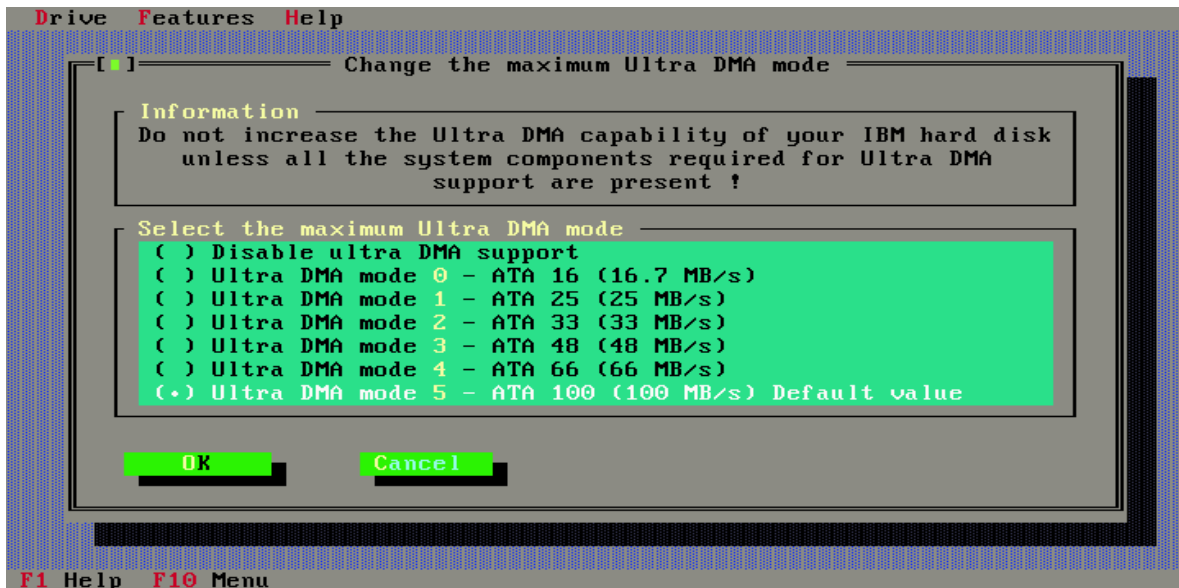 Drive Features Help
Change the maximum Ultra DMA mode
Information
Do not increase the Ultra DMA capability of your IBM hard disk
unless all the system components required for Ultra DMA
support are present !
Select the maximum Ultra DMA mode
( ) Disable ultra DMA support
( ) Ultra DMA mode 0 - ATA 16 (16.7 MB/s)
( ) Ultra DMA mode 1 - ATA 25 (25 MB/s)
( ) Ultra DMA mode 2 - ATA 33 (33 MB/s)
( ) Ultra DMA mode 3 - ATA 48 (48 MB/s)
( ) Ultra DMA mode 4 - ATA 66 (66 MB/s)
(•) Ultra DMA mode 5 - ATA 100 (100 MB/s) Default value
OK Cancel
F1 Help F10 Menu